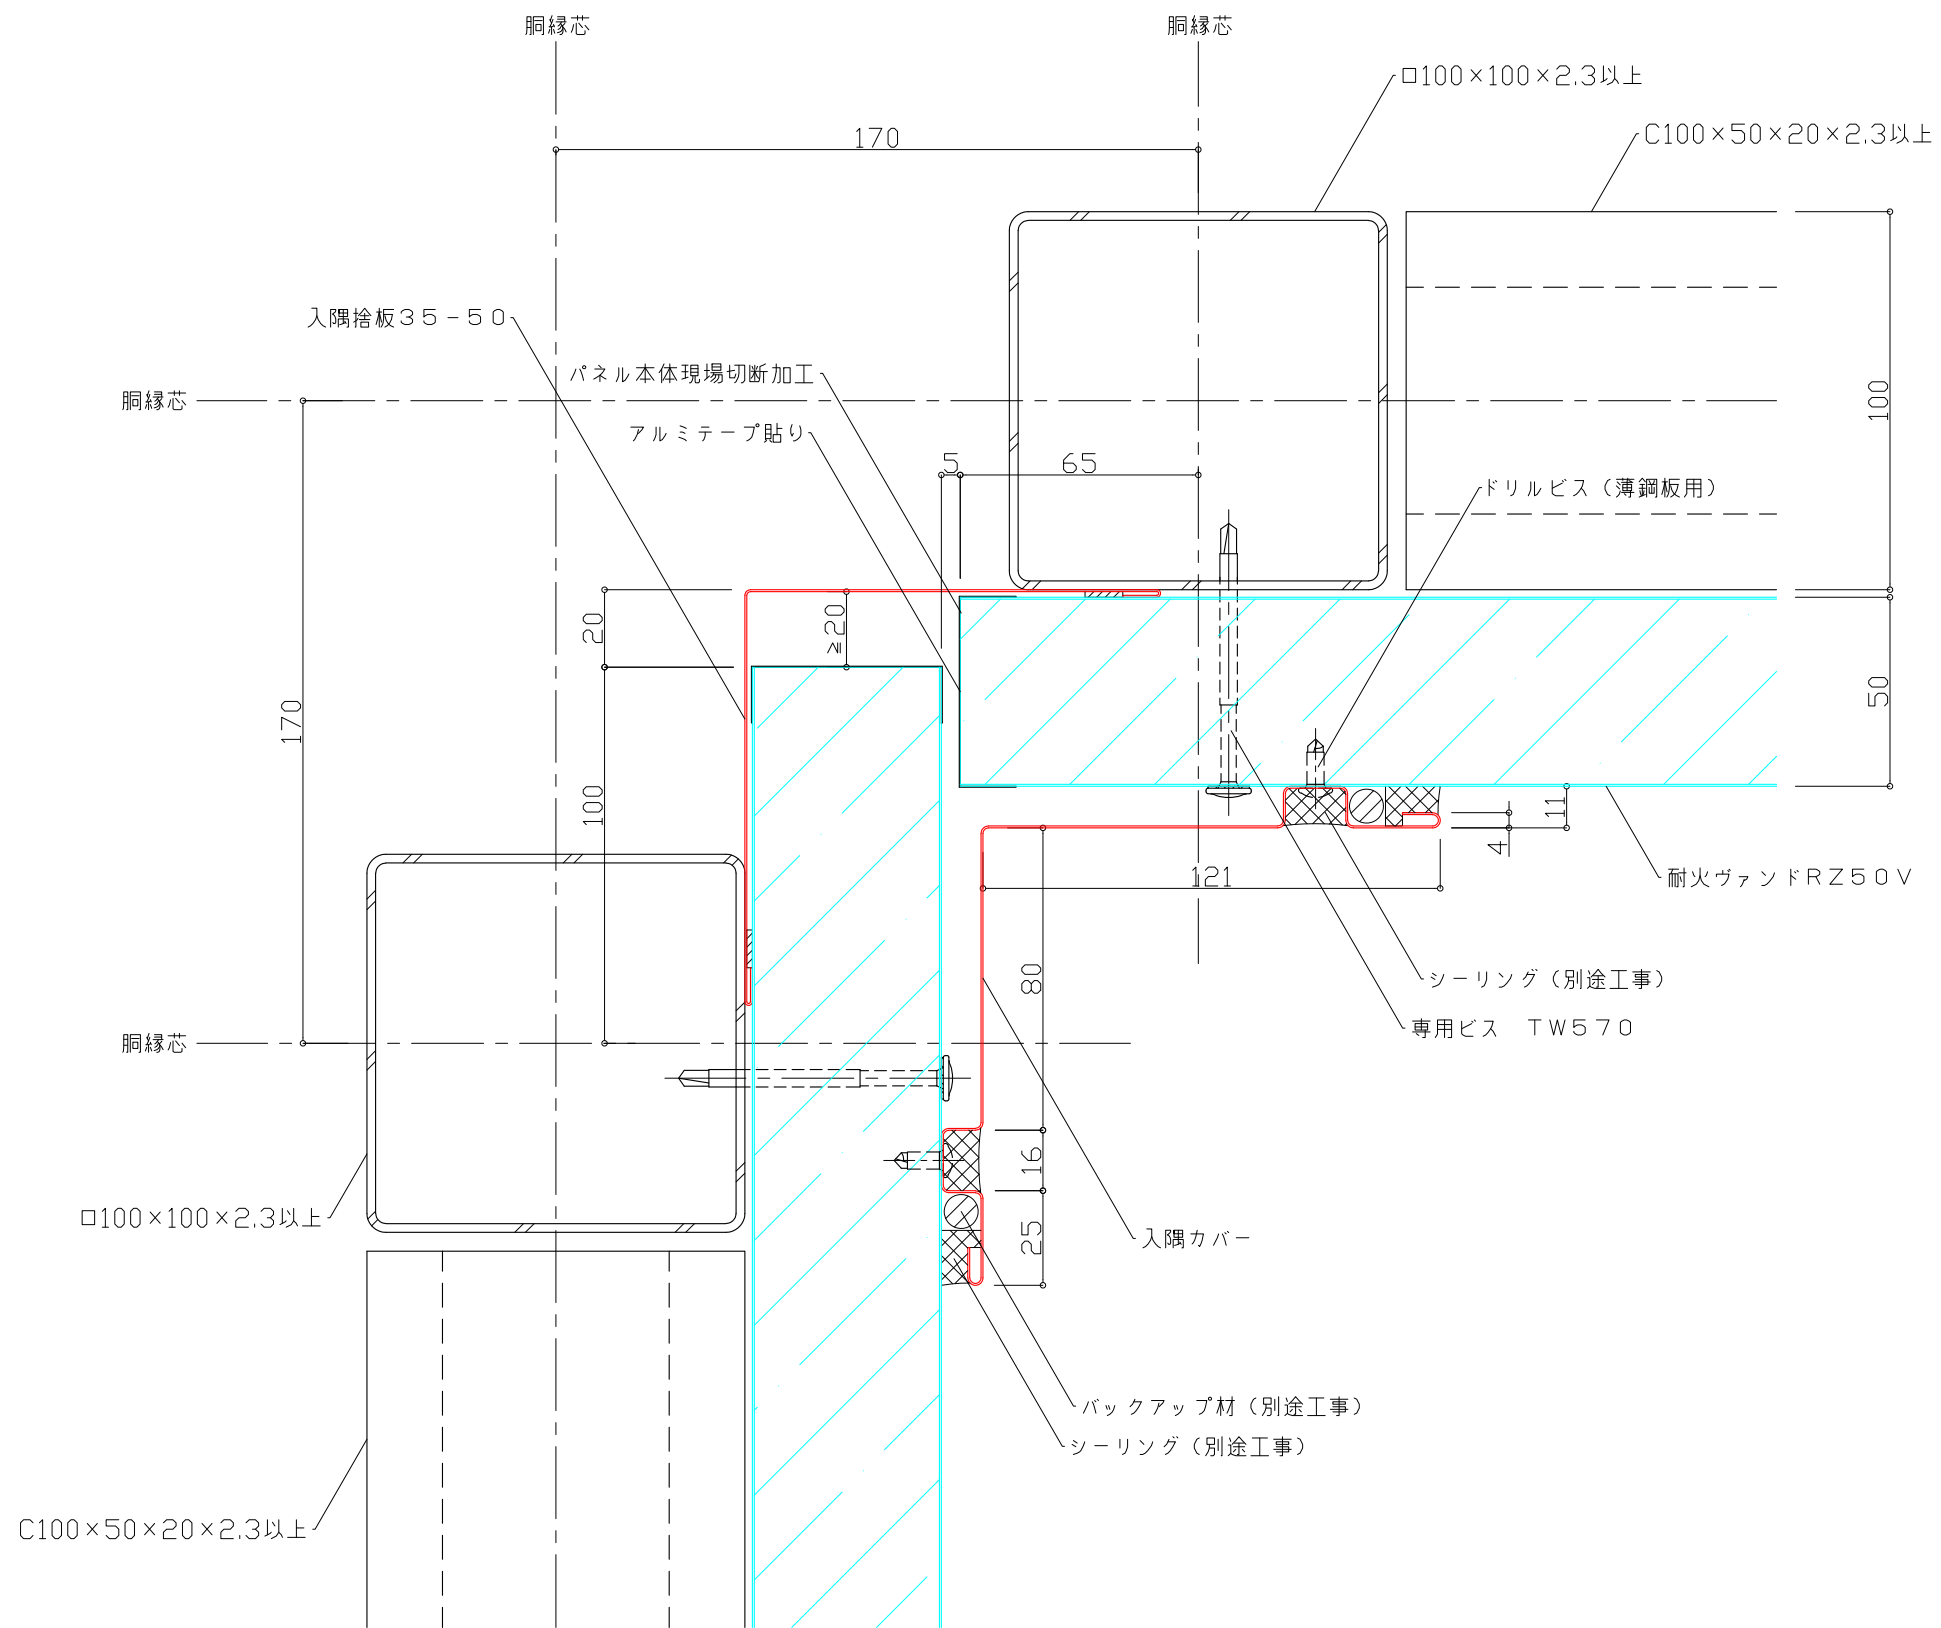 胴縁芯
胴縁芯
□100×100×2.3以上
C100×50×20×2.3以上
170
入隅捨板35-50
パネル本体現場切断加工
胴縁芯
100
アルミテープ貼り
5
65
ドリルビス(薄鋼板用)
20
≧20
50
170
100
11
4
121
耐火ヴァンドRZ50V
80
シーリング(別途工事)
専用ビス TW570
胴縁芯
16
□100×100×2.3以上
25
入隅カバー
バックアップ材(別途工事)
シーリング(別途工事)
C100×50×20×2.3以上